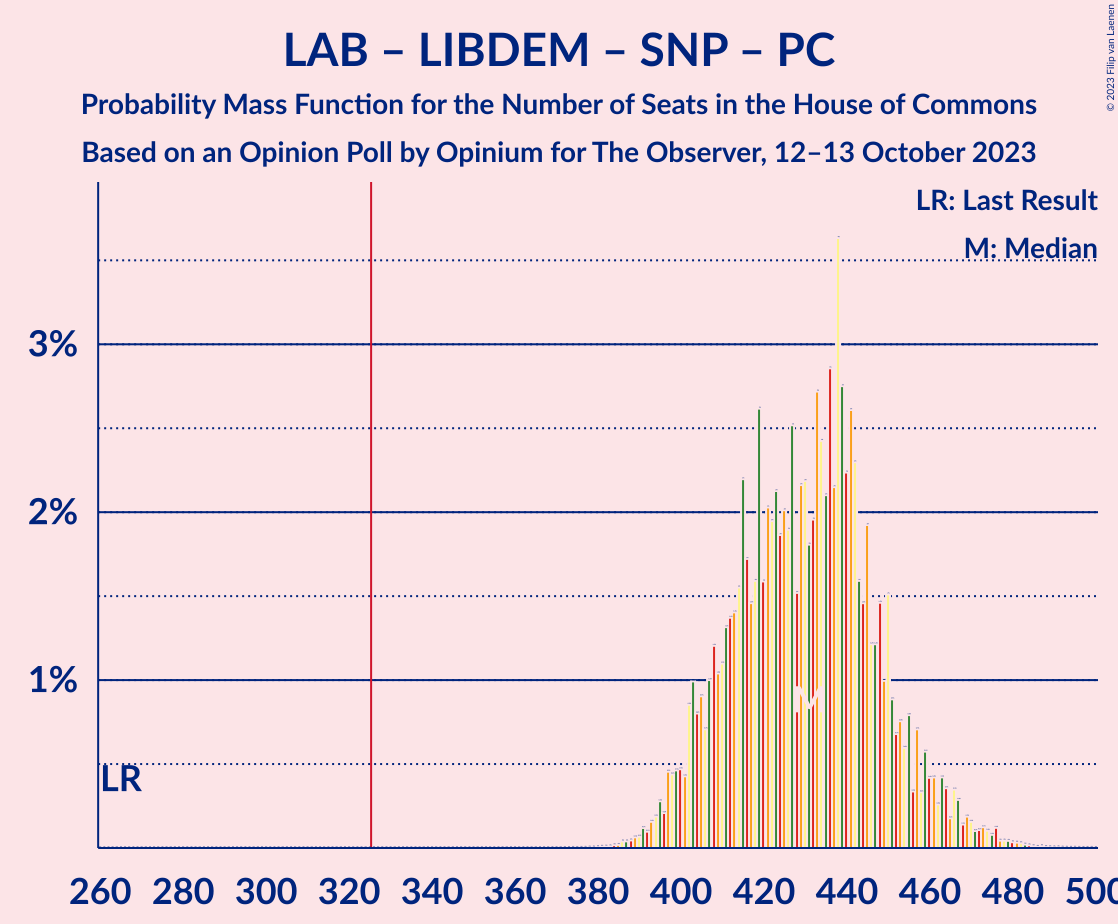 LAB – LIBDEM – SNP – PC
Probability Mass Function for the Number of Seats in the House of Commons
Based on an Opinion Poll by Opinium for The Observer, 12–13 October 2023
© 2023 Filip van Laenen
LR: Last Result
M: Median
3%
2%
1%
M
LR
260 280 300 320 340 360 380 400 420 440 460 480 500